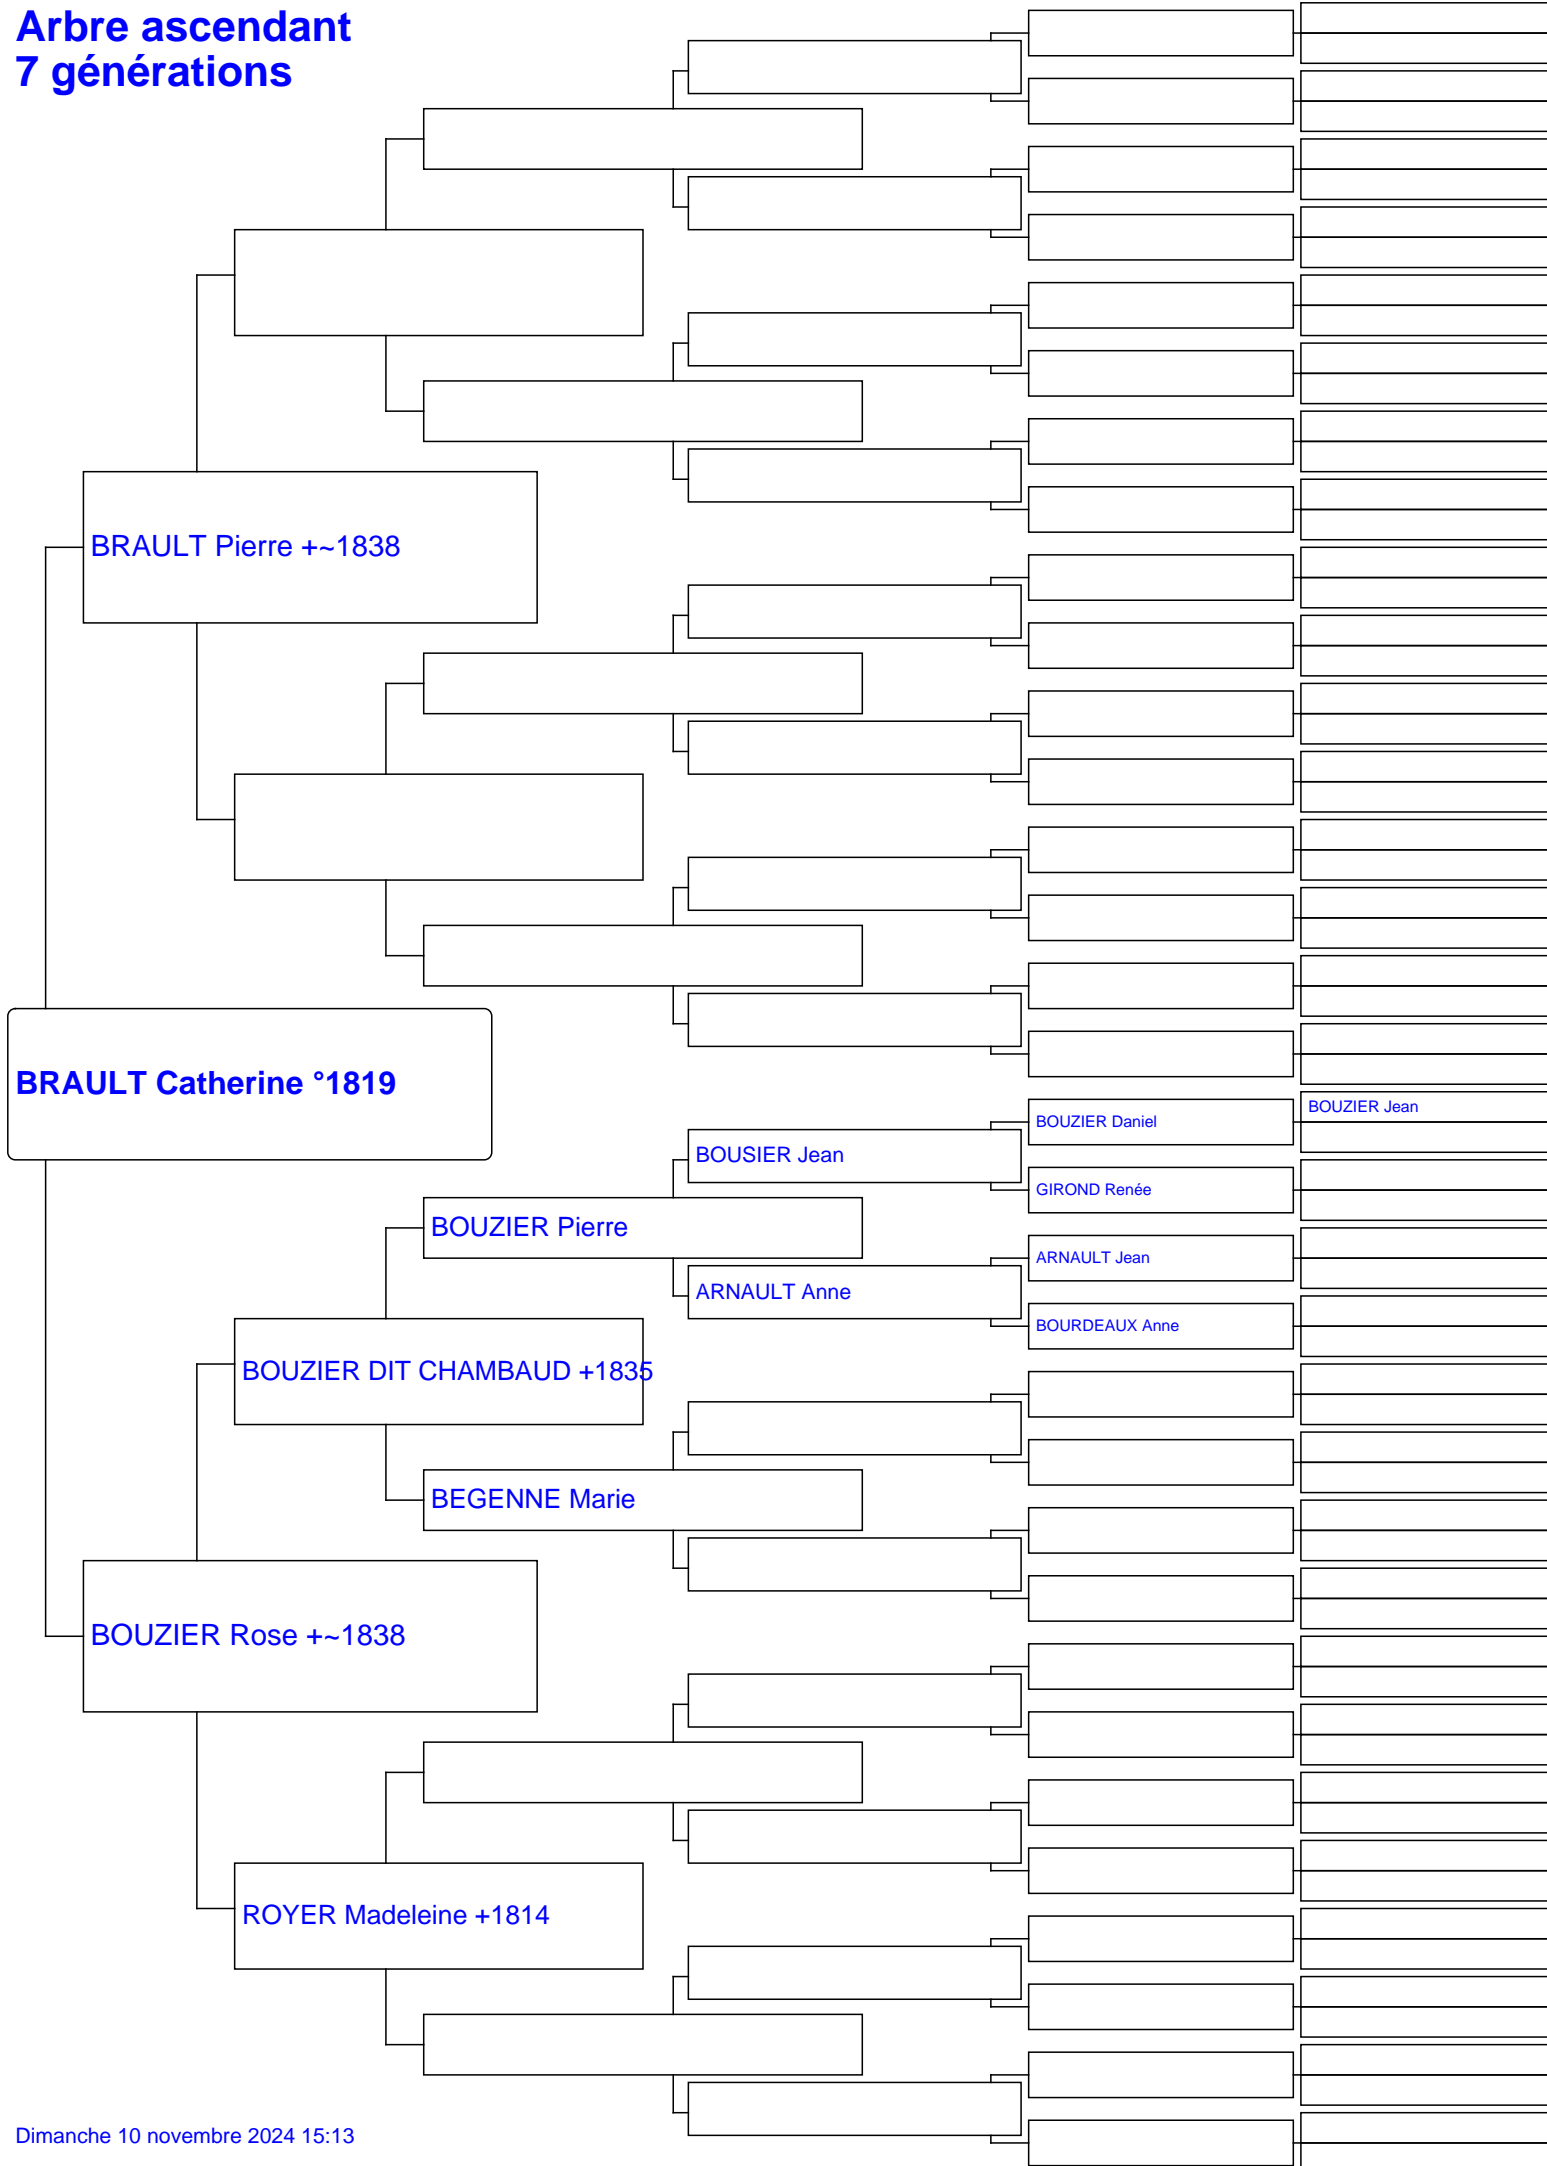 Arbre ascendant
7 générations
BRAULT Pierre +~1838
BRAULT Catherine °1819
BOUZIER Jean
BOUZIER Daniel
BOUSIER Jean
GIROND Renée
BOUZIER Pierre
ARNAULT Jean
ARNAULT Anne
BOURDEAUX Anne
BOUZIER DIT CHAMBAUD +1835
BEGENNE Marie
BOUZIER Rose +~1838
ROYER Madeleine +1814
Dimanche 10 novembre 2024 15:13